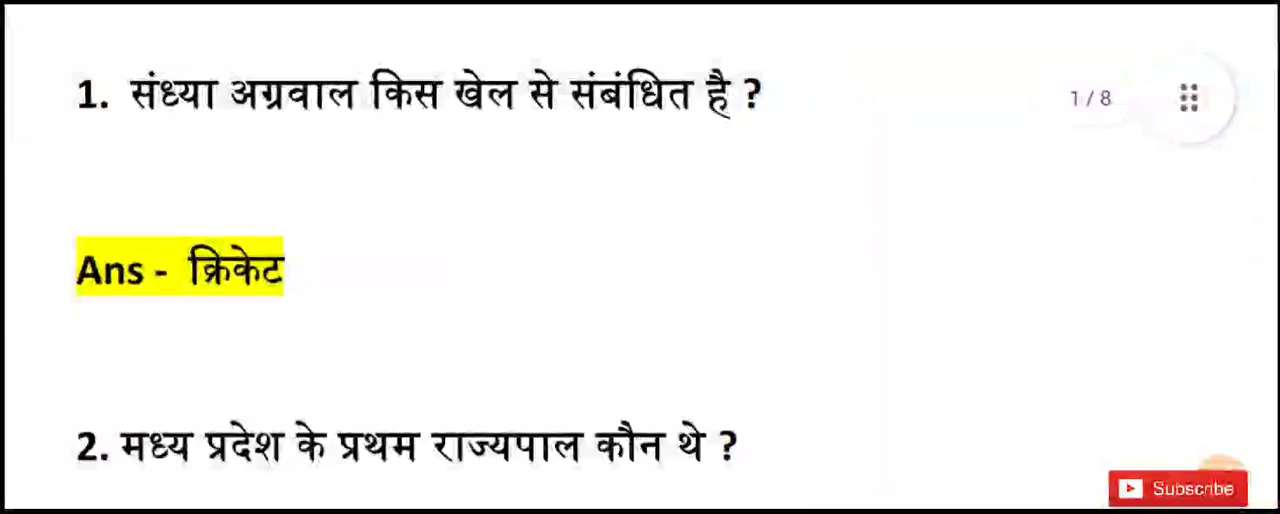 1. संध्या अग्रवाल किस खेल से संबंधित है ?
1 / 8
Ans - क्रिकेट
2. मध्य प्रदेश के प्रथम राज्यपाल कौन थे ?
Subscribe